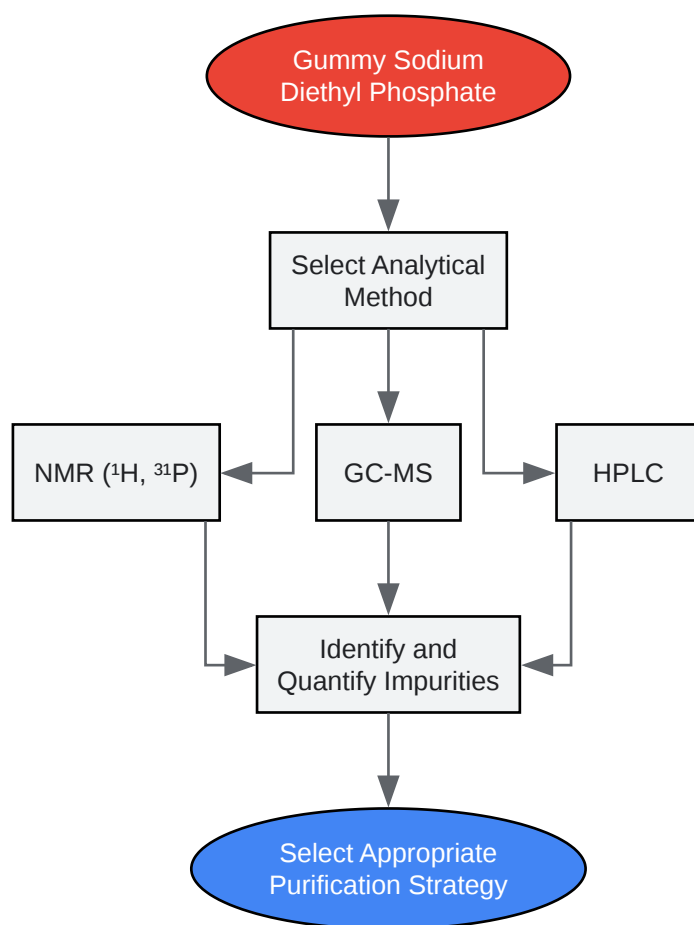 Gummy Sodium
Diethyl Phosphate
Select Analytical
Method
NMR (¹H, ³¹P)
GC-MS
HPLC
Identify and
Quantify Impurities
Select Appropriate
Purification Strategy